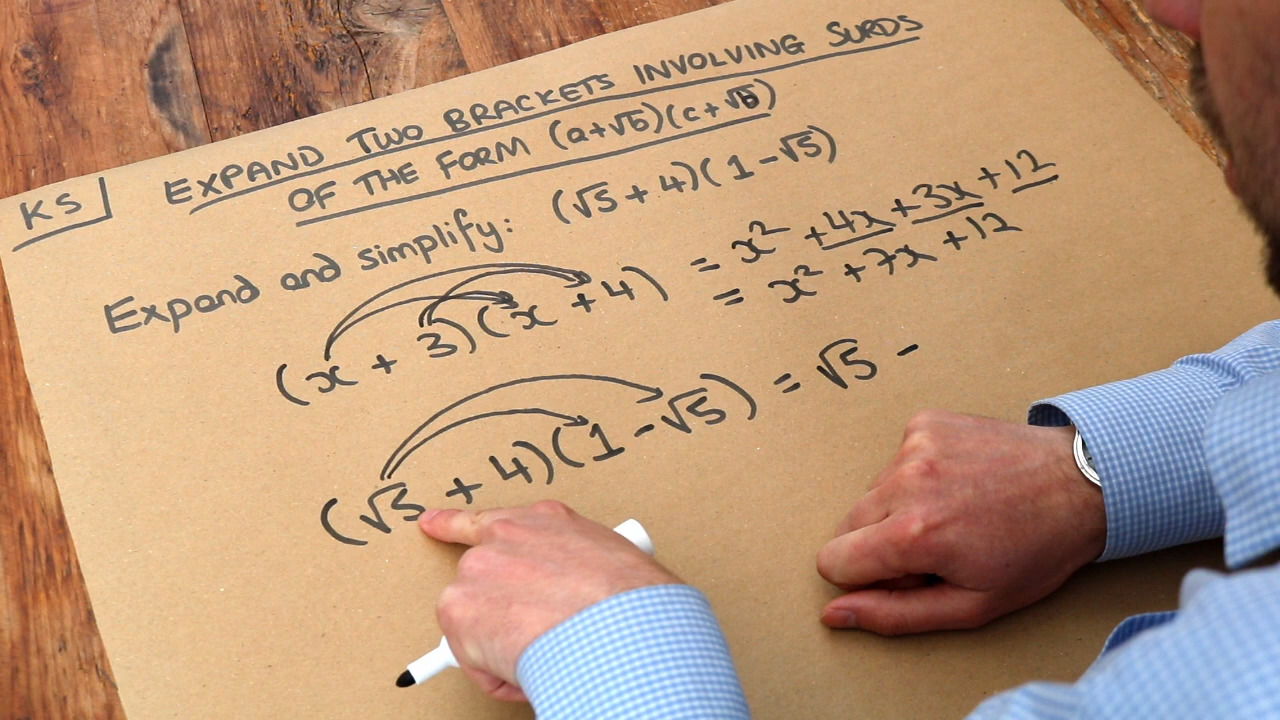 K5
EXPAND TWO BRACKETS INVOLVING SURDS
OF THE FORM (a+√b)(c+√b)
Expand and simplify: (√5 + 4)(1 - √5)
(x + 3)(x + 4) = x² + 4x + 3x + 12
= x² + 7x + 12
(√5 + 4)(1 - √5) = √5 -